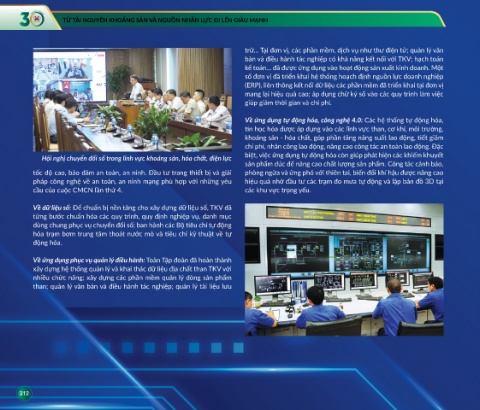 30
TỪ TÀI NGUYÊN KHOÁNG SẢN VÀ NGUỒN NHÂN LỰC ĐI LÊN GIÀU MẠNH
Hội nghị chuyển đổi số trong lĩnh vực khoáng sản, hóa chất, điện lực
tốc độ cao, bảo đảm an toàn, an ninh. Đầu tư trang thiết bị và giải
pháp công nghệ về an toàn, an ninh mạng phù hợp với những yêu
cầu của cuộc CMCN lần thứ 4.
Về dữ liệu số: Để chuẩn bị nền tảng cho xây dựng dữ liệu số, TKV đã
từng bước chuẩn hóa các quy trình, quy định nghiệp vụ, danh mục
dùng chung phục vụ chuyển đổi số; ban hành các Bộ tiêu chí tự động
hóa trạm bơm trung tâm thoát nước mỏ và tiêu chí kỹ thuật về tự
động hóa.
Về ứng dụng phục vụ quản lý điều hành: Toàn Tập đoàn đã hoàn thành
xây dựng hệ thống quản lý và khai thác dữ liệu địa chất than TKV với
nhiều chức năng; xây dựng các phần mềm quản lý động sản phẩm
than; quản lý văn bản và điều hành tác nghiệp; quản lý tài liệu lưu
trữ... Tại đơn vị, các phần mềm, dịch vụ như thư điện tử; quản lý văn
bản và điều hành tác nghiệp có khả năng kết nối với TKV; hạch toán
kế toán... đã được ứng dụng vào hoạt động sản xuất kinh doanh. Một
số đơn vị đã triển khai hệ thống hoạch định nguồn lực doanh nghiệp
(ERP), liên thông kết nối dữ liệu các phần mềm đã triển khai tại đơn vị
mang lại hiệu quả cao; áp dụng chữ ký số vào các quy trình làm việc
giúp giảm thời gian và chi phí.
Về ứng dụng tự động hóa, công nghệ 4.0: Các hệ thống tự động hóa,
tin học hóa được áp dụng vào các lĩnh vực than, cơ khí, môi trường,
khoáng sản - hóa chất, góp phần tăng năng suất lao động, tiết giảm
chi phí, nhân công lao động, nâng cao công tác an toàn lao động. Đặc
biệt, việc ứng dụng tự động hóa còn giúp phát hiện các khiếm khuyết
sản phẩm đúc để nâng cao chất lượng sản phẩm. Công tác cảnh báo,
phòng ngừa và ứng phó với thiên tai, biến đổi khí hậu được nâng cao
hiệu quả nhờ đầu tư các trạm đo mưa tự động và lập bản đồ 3D tại
các khu vực trọng yếu.
312